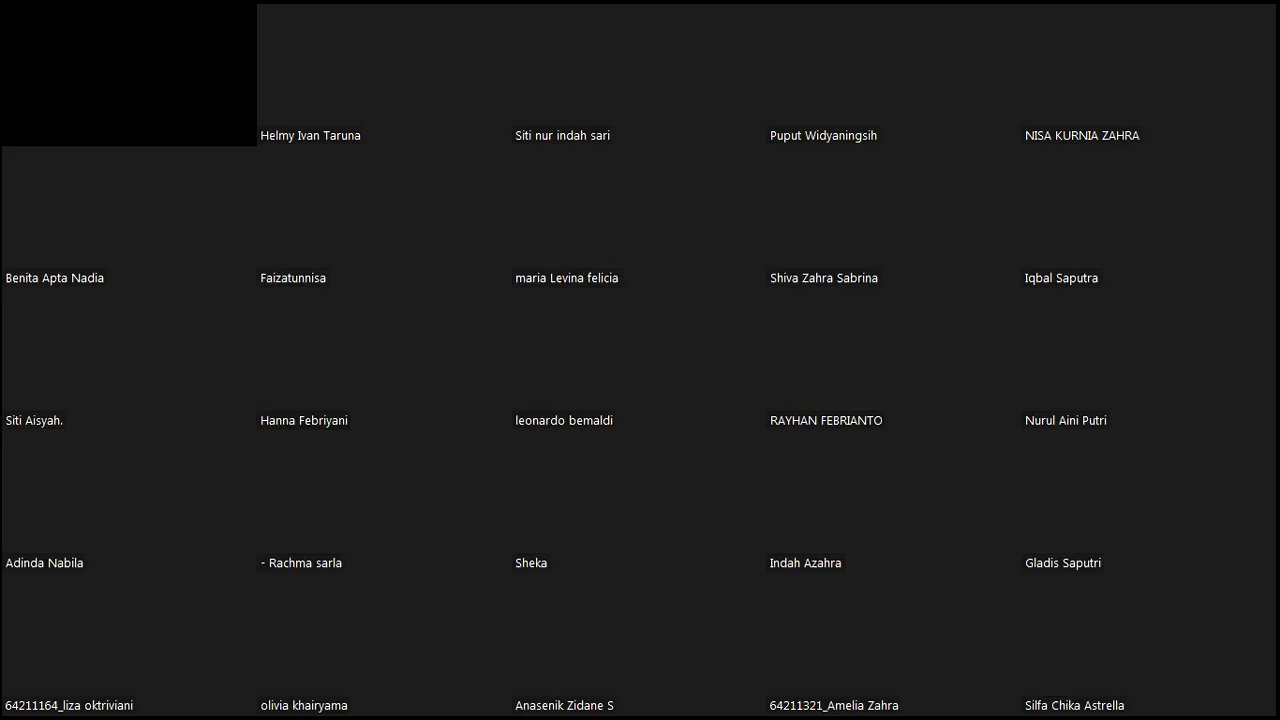 Helmy Ivan Taruna
Siti nur indah sari
Puput Widyaningsih
NISA KURNIA ZAHRA
Benita Apta Nadia
Faizatunnisa
maria Levina felicia
Shiva Zahra Sabrina
Iqbal Saputra
Siti Aisyah.
Hanna Febriyani
leonardo bemaldi
RAYHAN FEBRIANTO
Nurul Aini Putri
Adinda Nabila
- Rachma sarla
Sheka
Indah Azahra
Gladis Saputri
64211164_liza oktriviani
olivia khairyama
Anasenik Zidane S
64211321_Amelia Zahra
Silfa Chika Astrella